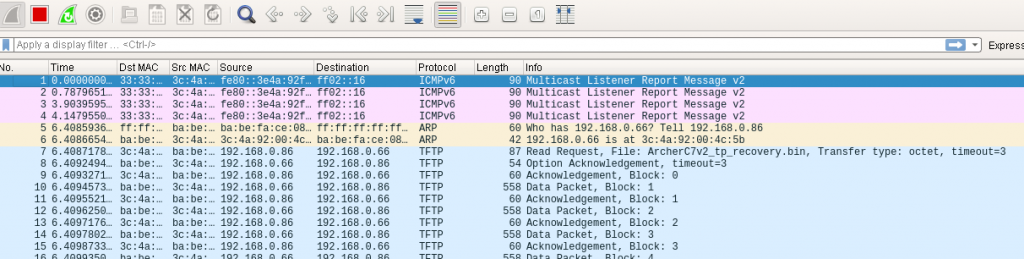 Apply a display filter … <Ctrl-/> Express
No. Time Dst MAC Src MAC Source Destination Protocol Length Info
1 0.0000000… 33:33:… 3c:4a:… fe80::3e4a:92f… ff02::16 ICMPv6 90 Multicast Listener Report Message v2
2 0.7879651… 33:33:… 3c:4a:… fe80::3e4a:92f… ff02::16 ICMPv6 90 Multicast Listener Report Message v2
3 3.9039595… 33:33:… 3c:4a:… fe80::3e4a:92f… ff02::16 ICMPv6 90 Multicast Listener Report Message v2
4 4.1479550… 33:33:… 3c:4a:… fe80::3e4a:92f… ff02::16 ICMPv6 90 Multicast Listener Report Message v2
5 6.4085936… ff:ff:… ba:be:… ba:be:fa:ce:08… ff:ff:ff:ff:ff… ARP 60 Who has 192.168.0.66? Tell 192.168.0.86
6 6.4086654… ba:be:… 3c:4a:… 3c:4a:92:00:4c… ba:be:fa:ce:08… ARP 42 192.168.0.66 is at 3c:4a:92:00:4c:5b
7 6.4087178… 3c:4a:… ba:be:… 192.168.0.86 192.168.0.66 TFTP 87 Read Request, File: ArcherC7v2_tp_recovery.bin, Transfer type: octet, timeout=3
8 6.4092494… ba:be:… 3c:4a:… 192.168.0.66 192.168.0.86 TFTP 54 Option Acknowledgement, timeout=3
9 6.4093271… 3c:4a:… ba:be:… 192.168.0.86 192.168.0.66 TFTP 60 Acknowledgement, Block: 0
10 6.4094573… ba:be:… 3c:4a:… 192.168.0.66 192.168.0.86 TFTP 558 Data Packet, Block: 1
11 6.4095521… 3c:4a:… ba:be:… 192.168.0.86 192.168.0.66 TFTP 60 Acknowledgement, Block: 1
12 6.4096250… ba:be:… 3c:4a:… 192.168.0.66 192.168.0.86 TFTP 558 Data Packet, Block: 2
13 6.4097176… 3c:4a:… ba:be:… 192.168.0.86 192.168.0.66 TFTP 60 Acknowledgement, Block: 2
14 6.4097802… ba:be:… 3c:4a:… 192.168.0.66 192.168.0.86 TFTP 558 Data Packet, Block: 3
15 6.4098733… 3c:4a:… ba:be:… 192.168.0.86 192.168.0.66 TFTP 60 Acknowledgement, Block: 3
16 6.4099350… ba:be:… 3c:4a:… 192.168.0.66 192.168.0.86 TFTP 558 Data Packet, Block: 4